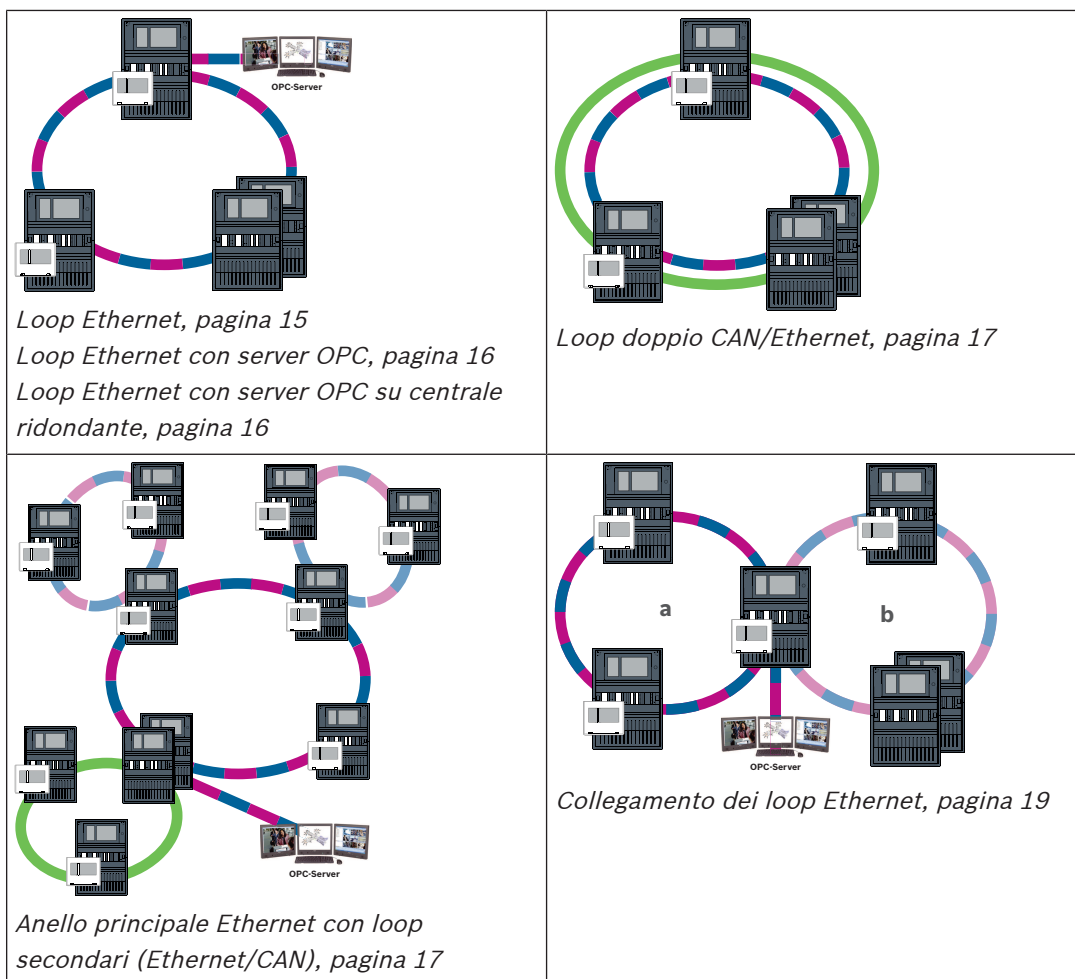 OPC-Server
Loop Ethernet, pagina 15
Loop Ethernet con server OPC, pagina 16
Loop Ethernet con server OPC su centrale
ridondante, pagina 16
Loop doppio CAN/Ethernet, pagina 17
OPC-Server
Anello principale Ethernet con loop
secondari (Ethernet/CAN), pagina 17
a
b
OPC-Server
Collegamento dei loop Ethernet, pagina 19